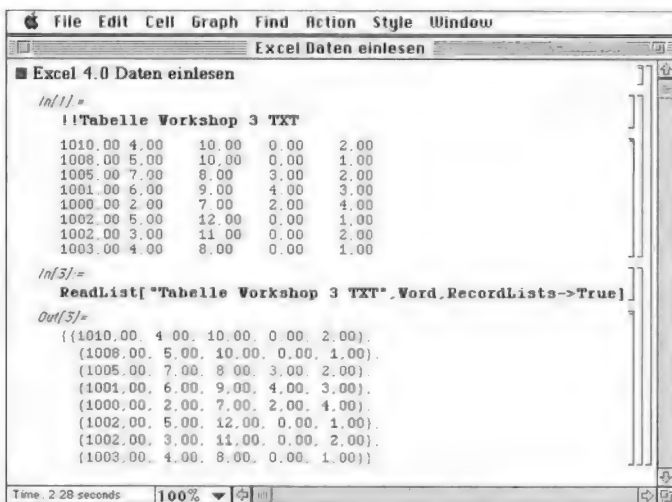 File Edit Cell Graph Find Action Style Window
Excel Daten einlesen
Excel 4.0 Daten einlesen
In[1]:=
!!Tabelle Workshop 3 TXT
1010.00 4.00 10.00 0.00 2.00
1008.00 5.00 10.00 0.00 1.00
1005.00 7.00 8.00 3.00 2.00
1001.00 6.00 9.00 4.00 3.00
1000.00 2.00 7.00 2.00 4.00
1002.00 5.00 12.00 0.00 1.00
1002.00 3.00 11.00 0.00 2.00
1003.00 4.00 8.00 0.00 1.00
In[3]:=
ReadList["Tabelle Workshop 3 TXT",Word,RecordLists->True]
Out[3]=
{{1010.00, 4.00, 10.00, 0.00, 2.00},
{1008.00, 5.00, 10.00, 0.00, 1.00},
{1005.00, 7.00, 8.00, 3.00, 2.00},
{1001.00, 6.00, 9.00, 4.00, 3.00},
{1000.00, 2.00, 7.00, 2.00, 4.00},
{1002.00, 5.00, 12.00, 0.00, 1.00},
{1002.00, 3.00, 11.00, 0.00, 2.00},
{1003.00, 4.00, 8.00, 0.00, 1.00}}
Time: 2.28 seconds 100%